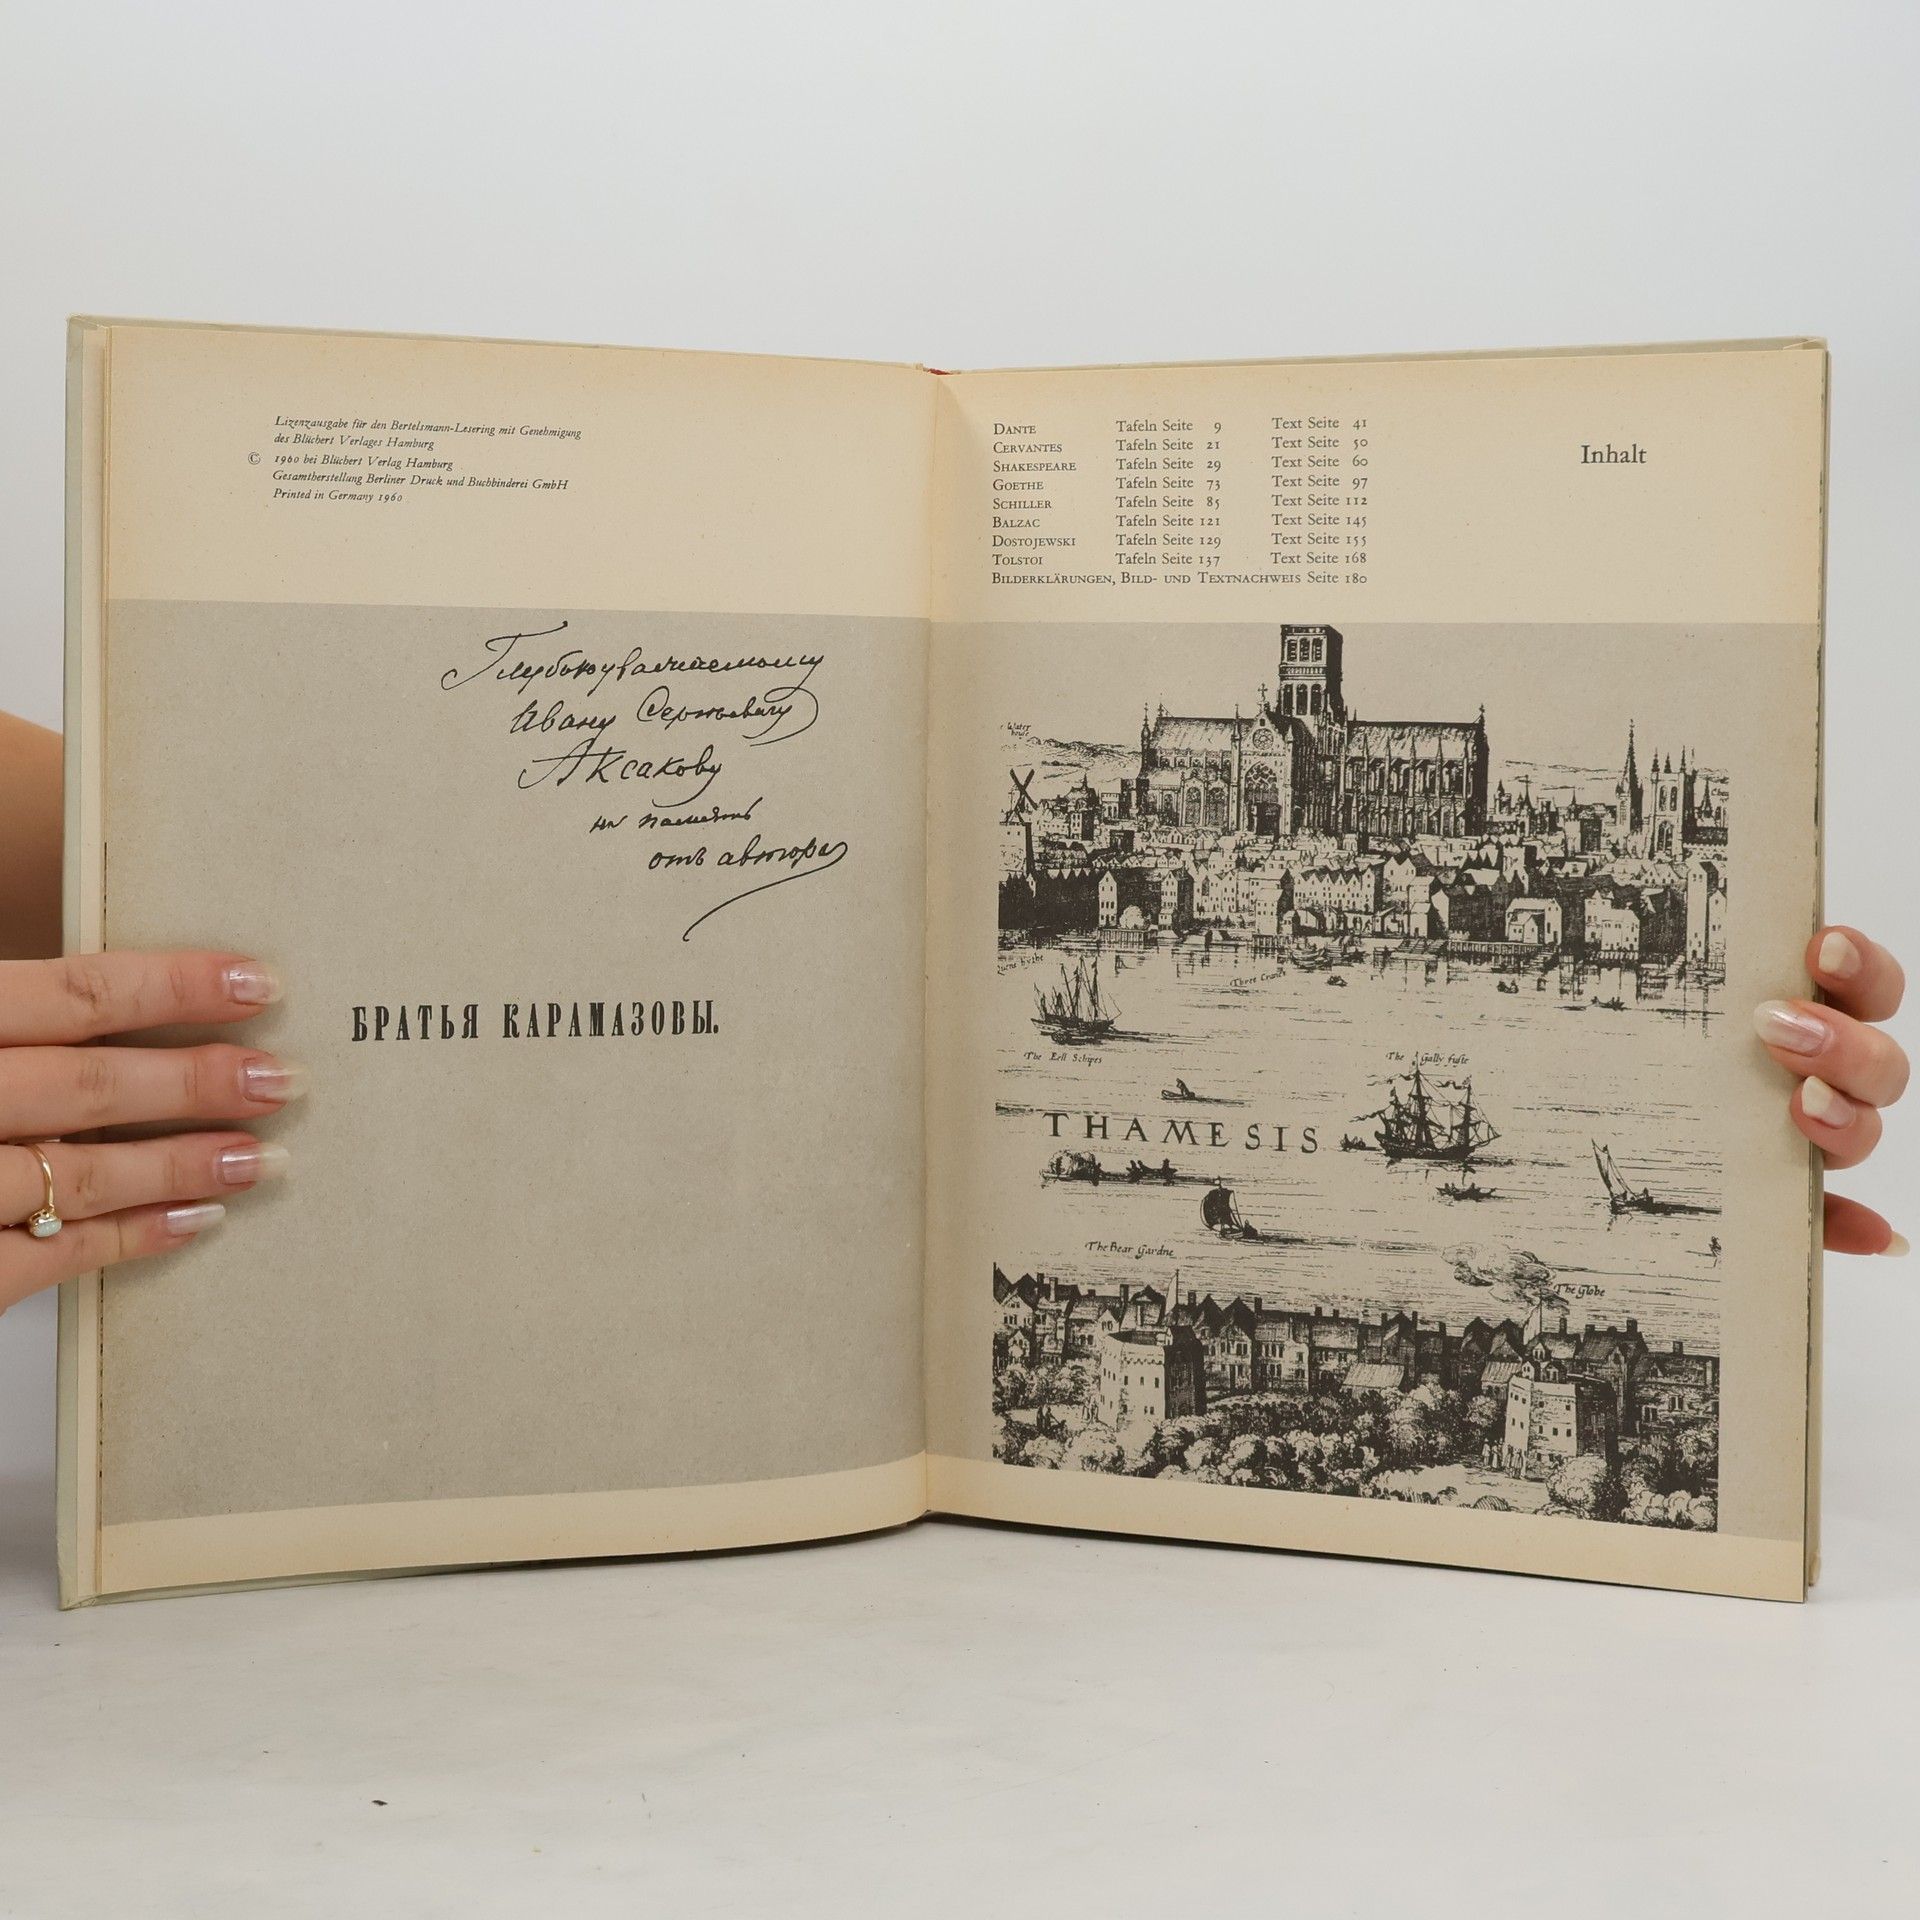 Lizenzausgabe für den Bertelsmann-Lesering mit Genehmigung
des Blüchert Verlages Hamburg
© 1960 bei Blüchert Verlag Hamburg
Gesamtherstellung Berliner Druck und Buchbinderei GmbH
Printed in Germany 1960
Глубокоуважаемому
Ивану Сергѣевичу
Аксакову
на память
отъ автора
БРАТЬЯ КАРАМАЗОВЫ.
Inhalt
DANTE Tafeln Seite 9 Text Seite 41
CERVANTES Tafeln Seite 21 Text Seite 50
SHAKESPEARE Tafeln Seite 29 Text Seite 60
GOETHE Tafeln Seite 73 Text Seite 97
SCHILLER Tafeln Seite 85 Text Seite 112
BALZAC Tafeln Seite 121 Text Seite 145
DOSTOJEWSKI Tafeln Seite 129 Text Seite 155
TOLSTOI Tafeln Seite 137 Text Seite 168
BILDERKLÄRUNGEN, BILD- UND TEXTNACHWEIS Seite 180
Water
house
Three Cranes
The Eell Schipes
The Gally fuste
THAMESIS
The Bear Gardne
The Globe